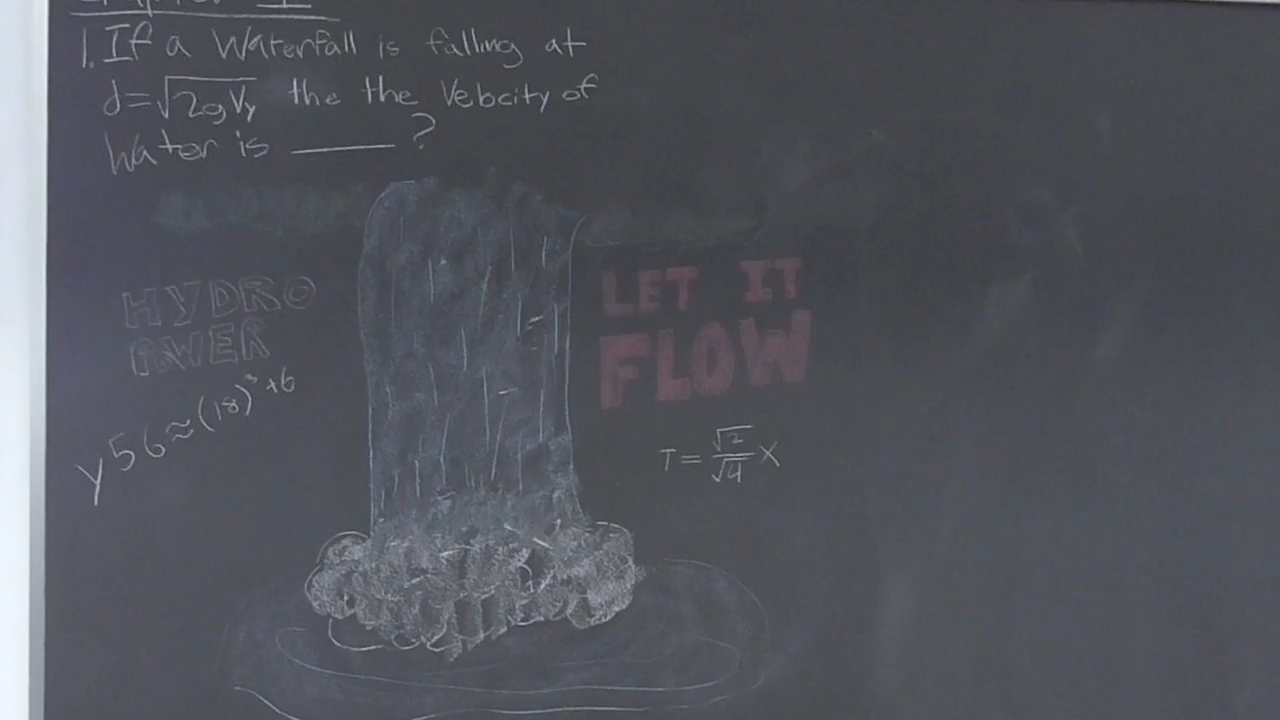 1. If a Waterfall is falling at
d=√2gVy the the Velocity of
Water is ____ ?
HYDRO
POWER
LET IT
FLOW
y56≈(18)³+6
T=√2/√4 X